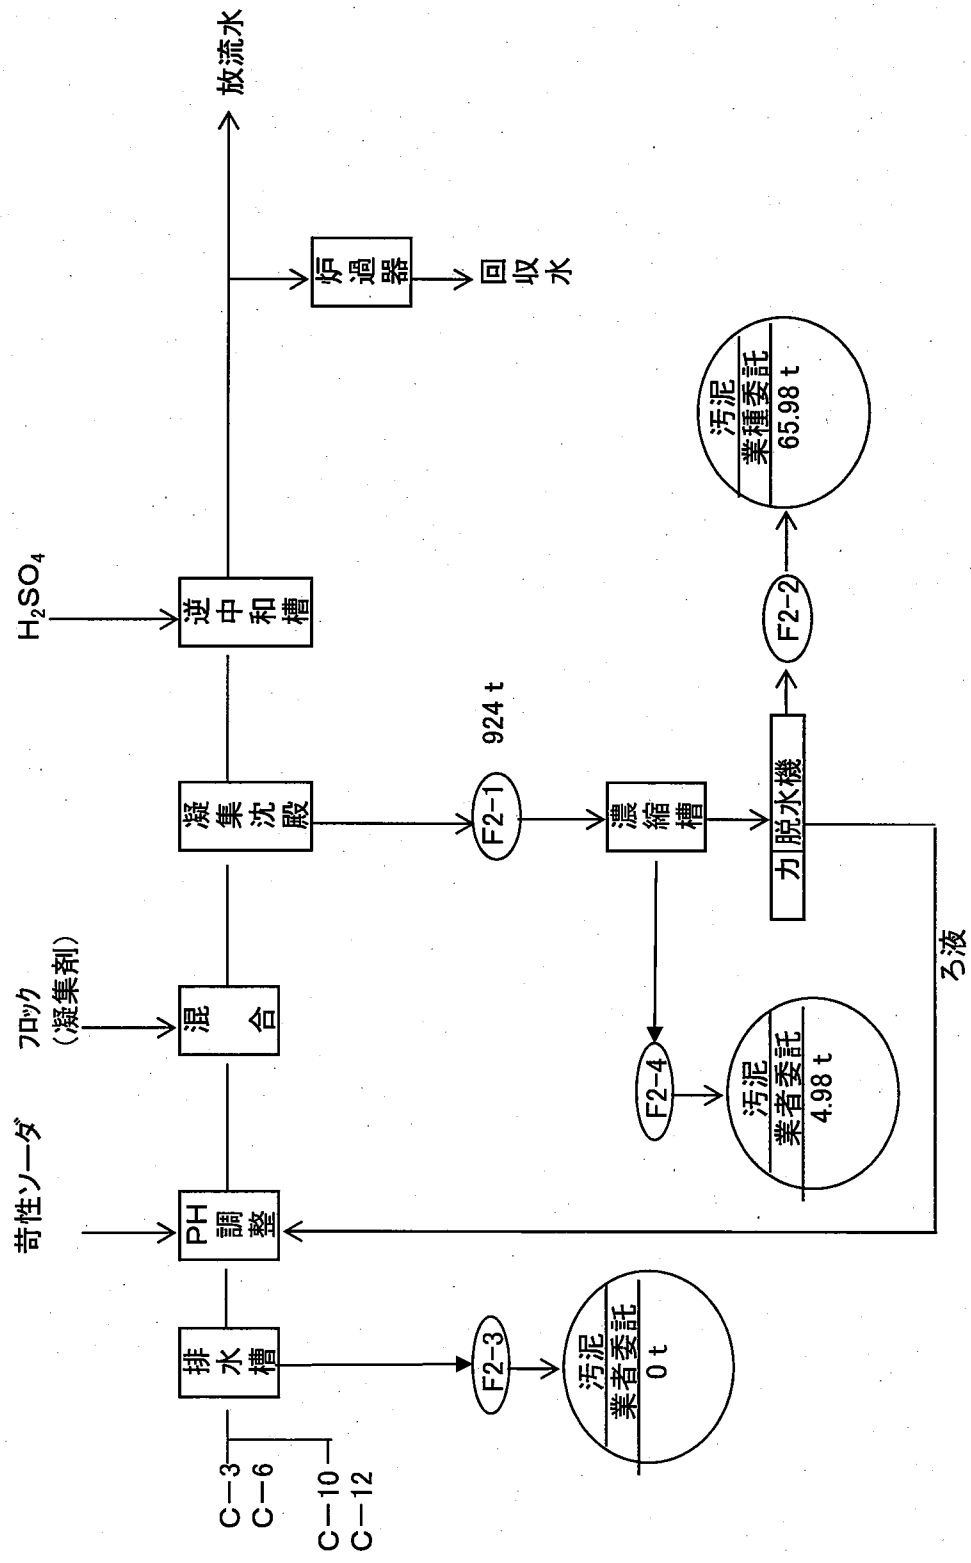 苛性ソーダ
フロック
（凝集剤）
H₂SO₄
C－3
C－6
C－10
C－12
排水槽
PH
調整
混合
凝集沈殿
逆中和槽
放流水
炉過器
回収水
F2-3
汚泥
業者委託
0 t
F2-1
924 t
濃縮槽
F2-4
汚泥
業者委託
4.98 t
力 脱水機
F2-2
汚泥
業種委託
65.98 t
ろ液